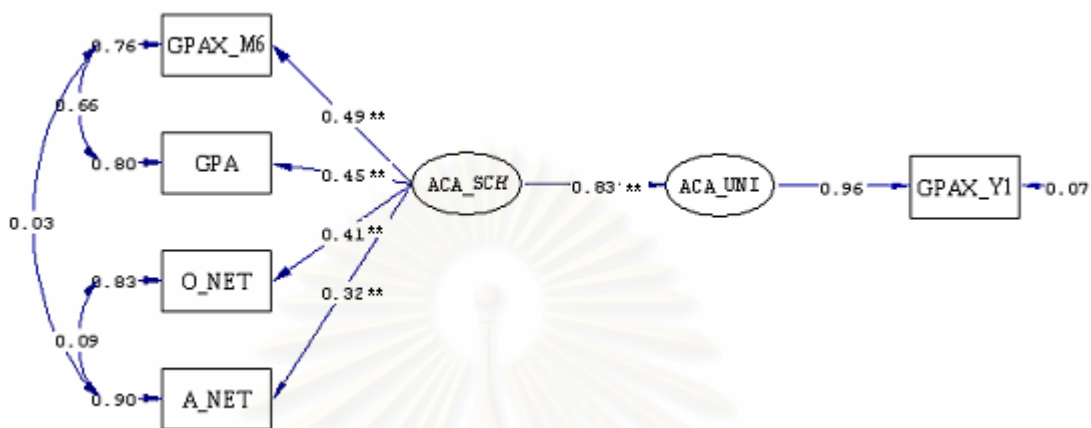 0.76
GPAX_M6
0.66
0.49**
0.80
GPA
0.45**
ACA_SCH
0.83**
ACA_UNI
0.96
GPAX_Y1
0.07
0.03
0.41**
0.83
O_NET
0.32**
0.09
0.90
A_NET